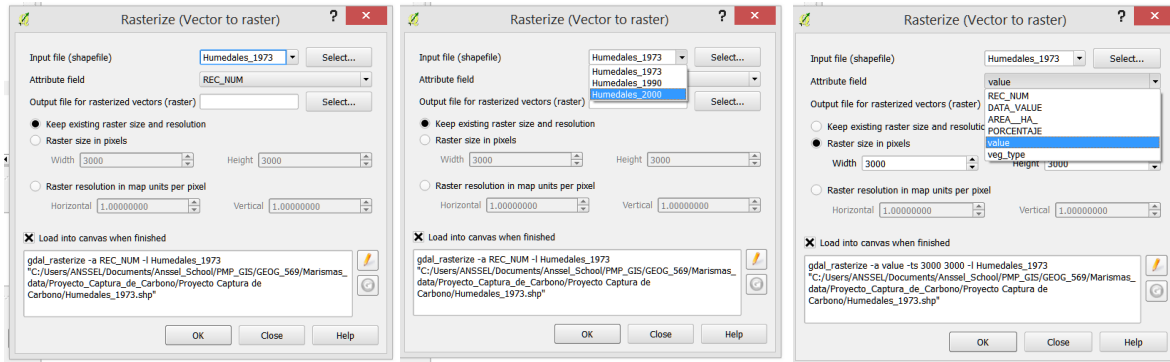 Rasterize (Vector to raster) ? ×
Input file (shapefile) Humedales_1973 Select...
Attribute field REC_NUM
Output file for rasterized vectors (raster) Select...
Keep existing raster size and resolution
Raster size in pixels
Width 3000 Height 3000
Raster resolution in map units per pixel
Horizontal 1.00000000 Vertical 1.00000000
Load into canvas when finished
gdal_rasterize -a REC_NUM -l Humedales_1973
"C:/Users/ANSSEL/Documents/Anssel_School/PMP_GIS/GEOG_569/Marismas_
data/Proyecto_Captura_de_Carbono/Proyecto Captura de
Carbono/Humedales_1973.shp"
OK Close Help
Rasterize (Vector to raster) ? ×
Input file (shapefile) Humedales_1973 Select...
Humedales_1973
Attribute field Humedales_1990
Humedales_2000
Output file for rasterized vectors (raster) Select...
Keep existing raster size and resolution
Raster size in pixels
Width 3000 Height 3000
Raster resolution in map units per pixel
Horizontal 1.00000000 Vertical 1.00000000
Load into canvas when finished
gdal_rasterize -a REC_NUM -l Humedales_1973
"C:/Users/ANSSEL/Documents/Anssel_School/PMP_GIS/GEOG_569/Marismas_
data/Proyecto_Captura_de_Carbono/Proyecto Captura de
Carbono/Humedales_1973.shp"
OK Close Help
Rasterize (Vector to raster) ? ×
Input file (shapefile) Humedales_1973 Select...
Attribute field value
REC_NUM
Output file for rasterized vectors (raster) DATA_VALUE
AREA__HA_
Keep existing raster size and PORCENTAJE
Raster size in pixels value
veg_type
Width 3000 Height 3000
Raster resolution in map units per pixel
Horizontal 1.00000000 Vertical 1.00000000
Load into canvas when finished
gdal_rasterize -a value -ts 3000 3000 -l Humedales_1973
"C:/Users/ANSSEL/Documents/Anssel_School/PMP_GIS/GEOG_569/Marismas_
data/Proyecto_Captura_de_Carbono/Proyecto Captura de
Carbono/Humedales_1973.shp"
OK Close Help